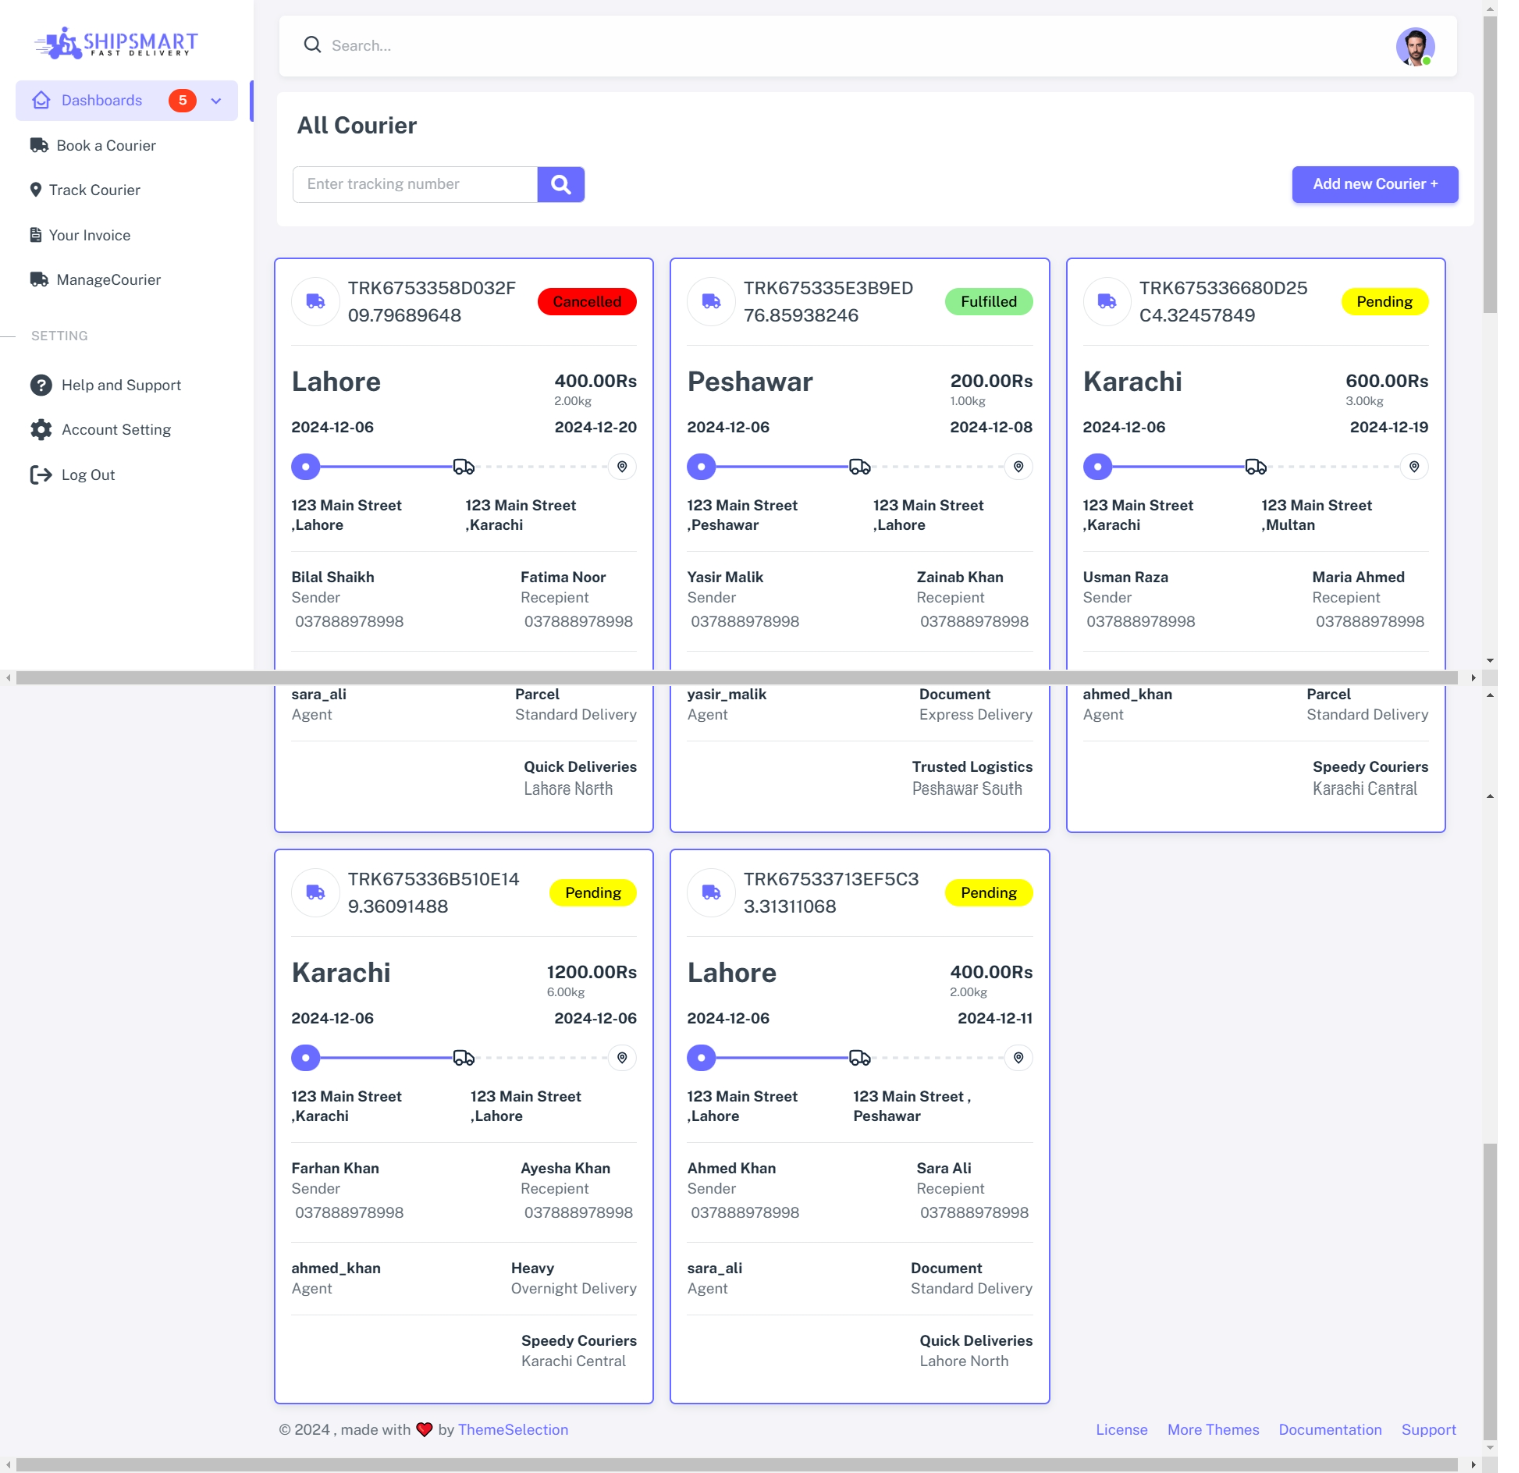 SHIPSMART
FAST DELIVERY
Dashboards 5
Book a Courier
Track Courier
Your Invoice
ManageCourier
SETTING
Help and Support
Account Setting
Log Out
Search...
All Courier
Enter tracking number
Add new Courier +
TRK6753358D032F
09.79689648
Cancelled
Lahore
400.00Rs
2.00kg
2024-12-06
2024-12-20
123 Main Street
,Lahore
123 Main Street
,Karachi
Bilal Shaikh
Sender
037888978998
Fatima Noor
Recepient
037888978998
sara_ali
Agent
Parcel
Standard Delivery
Quick Deliveries
Lahore North
TRK675335E3B9ED
76.85938246
Fulfilled
Peshawar
200.00Rs
1.00kg
2024-12-06
2024-12-08
123 Main Street
,Peshawar
123 Main Street
,Lahore
Yasir Malik
Sender
037888978998
Zainab Khan
Recepient
037888978998
yasir_malik
Agent
Document
Express Delivery
Trusted Logistics
Peshawar South
TRK675336680D25
C4.32457849
Pending
Karachi
600.00Rs
3.00kg
2024-12-06
2024-12-19
123 Main Street
,Karachi
123 Main Street
,Multan
Usman Raza
Sender
037888978998
Maria Ahmed
Recepient
037888978998
ahmed_khan
Agent
Parcel
Standard Delivery
Speedy Couriers
Karachi Central
TRK675336B510E14
9.36091488
Pending
Karachi
1200.00Rs
6.00kg
2024-12-06
2024-12-06
123 Main Street
,Karachi
123 Main Street
,Lahore
Farhan Khan
Sender
037888978998
Ayesha Khan
Recepient
037888978998
ahmed_khan
Agent
Heavy
Overnight Delivery
Speedy Couriers
Karachi Central
TRK67533713EF5C3
3.31311068
Pending
Lahore
400.00Rs
2.00kg
2024-12-06
2024-12-11
123 Main Street
,Lahore
123 Main Street ,
Peshawar
Ahmed Khan
Sender
037888978998
Sara Ali
Recepient
037888978998
sara_ali
Agent
Document
Standard Delivery
Quick Deliveries
Lahore North
© 2024 , made with ❤️ by ThemeSelection
License More Themes Documentation Support